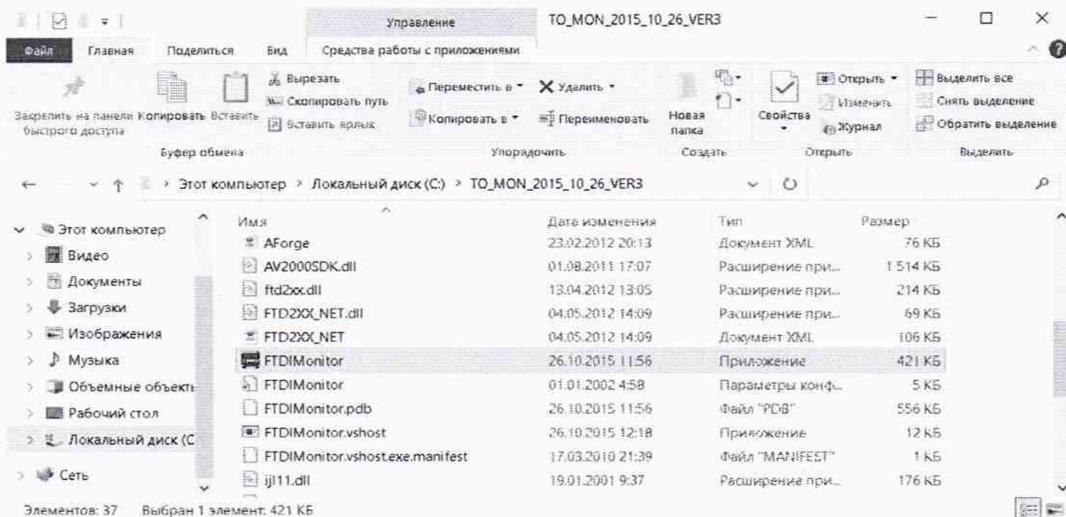 Управление TO_MON_2015_10_26_VER3
Файл Главная Поделиться Вид Средства работы с приложениями
Закрепить на панели быстрого доступа
Копировать
Вставить
Вырезать
Скопировать путь
Вставить ярлык
Переместить в
Копировать в
Удалить
Переименовать
Новая папка
Свойства
Открыть
Изменить
Журнал
Выделить все
Снять выделение
Обратить выделение
Буфер обмена Упорядочить Создать Открыть Выделить
Этот компьютер > Локальный диск (C:) > TO_MON_2015_10_26_VER3
Этот компьютер
Видео
Документы
Загрузки
Изображения
Музыка
Объемные объекты
Рабочий стол
Локальный диск (C
Сеть
Имя Дата изменения Тип Размер
AForge 23.02.2012 20:13 Документ XML 76 КБ
AV2000SDK.dll 01.08.2011 17:07 Расширение при... 1 514 КБ
ftd2xx.dll 13.04.2012 13:05 Расширение при... 214 КБ
FTD2XX_NET.dll 04.05.2012 14:09 Расширение при... 69 КБ
FTD2XX_NET 04.05.2012 14:09 Документ XML 106 КБ
FTDIMonitor 26.10.2015 11:56 Приложение 421 КБ
FTDIMonitor 01.01.2002 4:58 Параметры конф... 5 КБ
FTDIMonitor.pdb 26.10.2015 11:56 Файл "PDB" 556 КБ
FTDIMonitor.vshost 26.10.2015 12:18 Приложение 12 КБ
FTDIMonitor.vshost.exe.manifest 17.03.2010 21:39 Файл "MANIFEST" 1 КБ
ijl11.dll 19.01.2001 9:37 Расширение при... 176 КБ
Элементов: 37 Выбран 1 элемент: 421 КБ